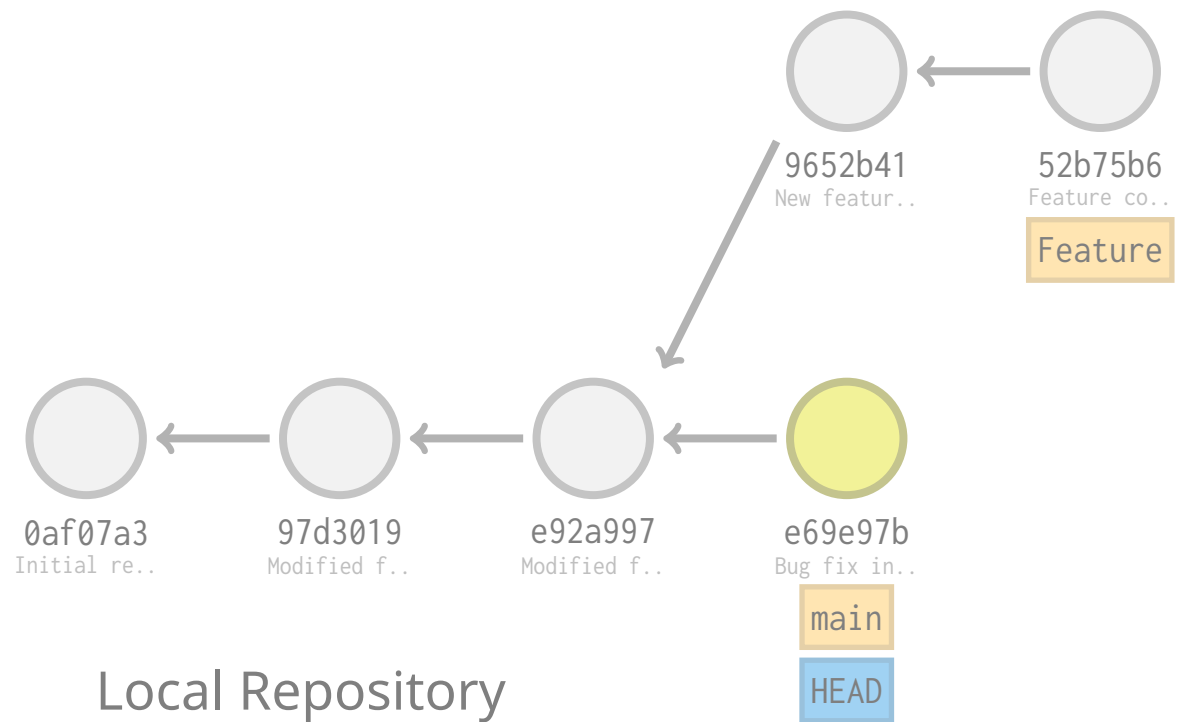 9652b41 52b75b6
New featur.. Feature co..
Feature
0af07a3 97d3019 e92a997 e69e97b
Initial re.. Modified f.. Modified f.. Bug fix in..
main
Local Repository
HEAD